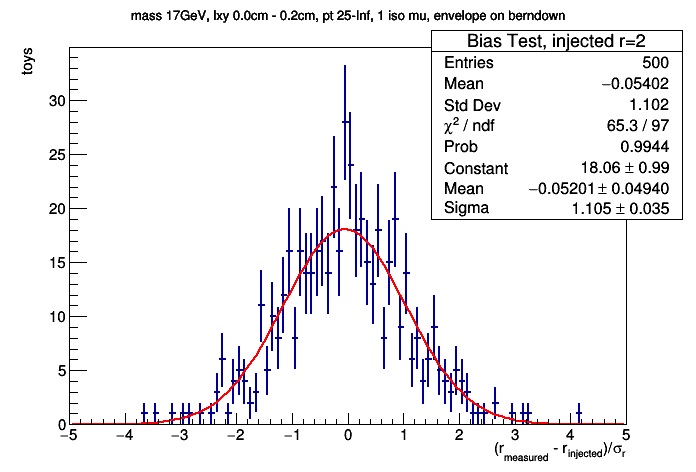 mass 17GeV, lxy 0.0cm - 0.2cm, pt 25-Inf, 1 iso mu, envelope on berndown
Bias Test, injected r=2
Entries 500
Mean −0.05402
Std Dev 1.102
χ² / ndf 65.3 / 97
Prob 0.9944
Constant 18.06 ± 0.99
Mean −0.05201 ± 0.04940
Sigma 1.105 ± 0.035
toys
30
25
20
15
10
5
0
−5 −4 −3 −2 −1 0 1 2 3 4 5
(r_measured - r_injected)/σ_r